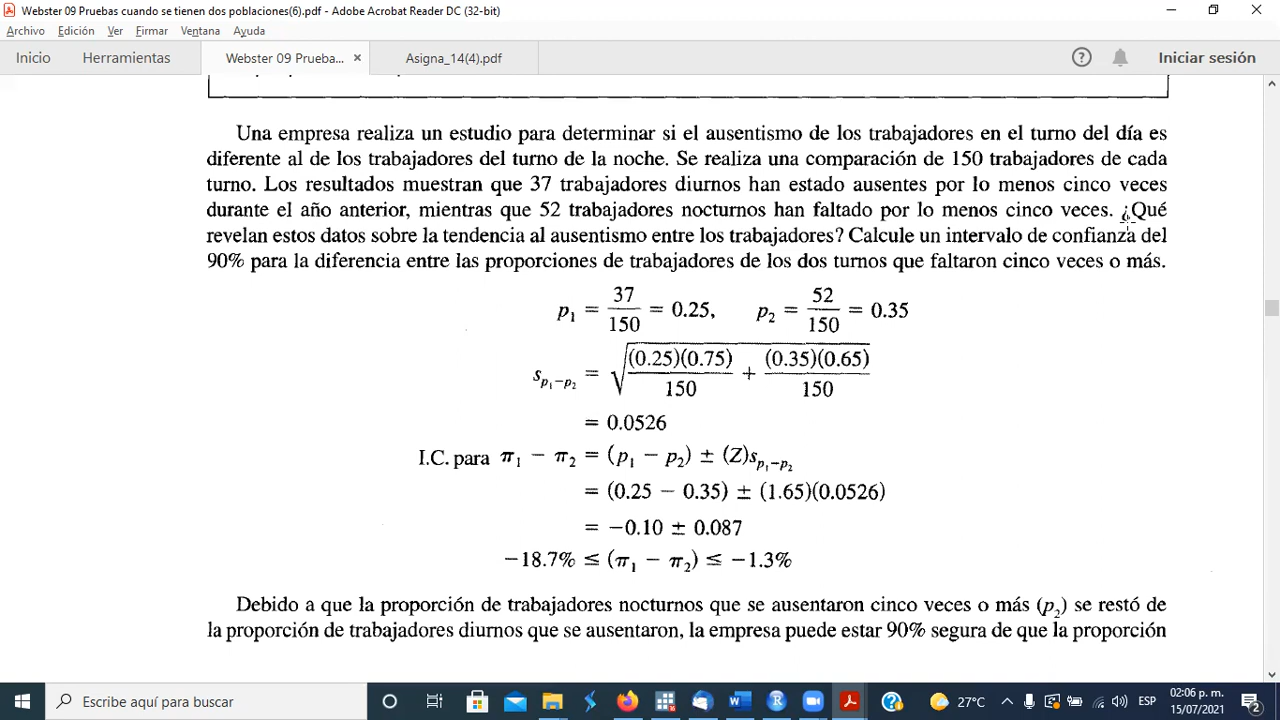 Webster 09 Pruebas cuando se tienen dos poblaciones(6).pdf - Adobe Acrobat Reader DC (32-bit)
Archivo Edición Ver Firmar Ventana Ayuda
Inicio Herramientas Webster 09 Prueba... × Asigna_14(4).pdf Iniciar sesión
Una empresa realiza un estudio para determinar si el ausentismo de los trabajadores en el turno del día es
diferente al de los trabajadores del turno de la noche. Se realiza una comparación de 150 trabajadores de cada
turno. Los resultados muestran que 37 trabajadores diurnos han estado ausentes por lo menos cinco veces
durante el año anterior, mientras que 52 trabajadores nocturnos han faltado por lo menos cinco veces. ¿Qué
revelan estos datos sobre la tendencia al ausentismo entre los trabajadores? Calcule un intervalo de confianza del
90% para la diferencia entre las proporciones de trabajadores de los dos turnos que faltaron cinco veces o más.
p₁ = 37/150 = 0.25, p₂ = 52/150 = 0.35
s_{p₁−p₂} = √((0.25)(0.75)/150 + (0.35)(0.65)/150)
= 0.0526
I.C. para π₁ − π₂ = (p₁ − p₂) ± (Z)s_{p₁−p₂}
= (0.25 − 0.35) ± (1.65)(0.0526)
= −0.10 ± 0.087
−18.7% ≤ (π₁ − π₂) ≤ −1.3%
Debido a que la proporción de trabajadores nocturnos que se ausentaron cinco veces o más (p₂) se restó de
la proporción de trabajadores diurnos que se ausentaron, la empresa puede estar 90% segura de que la proporción
Escribe aquí para buscar
27°C
ESP
02:06 p. m.
15/07/2021
2